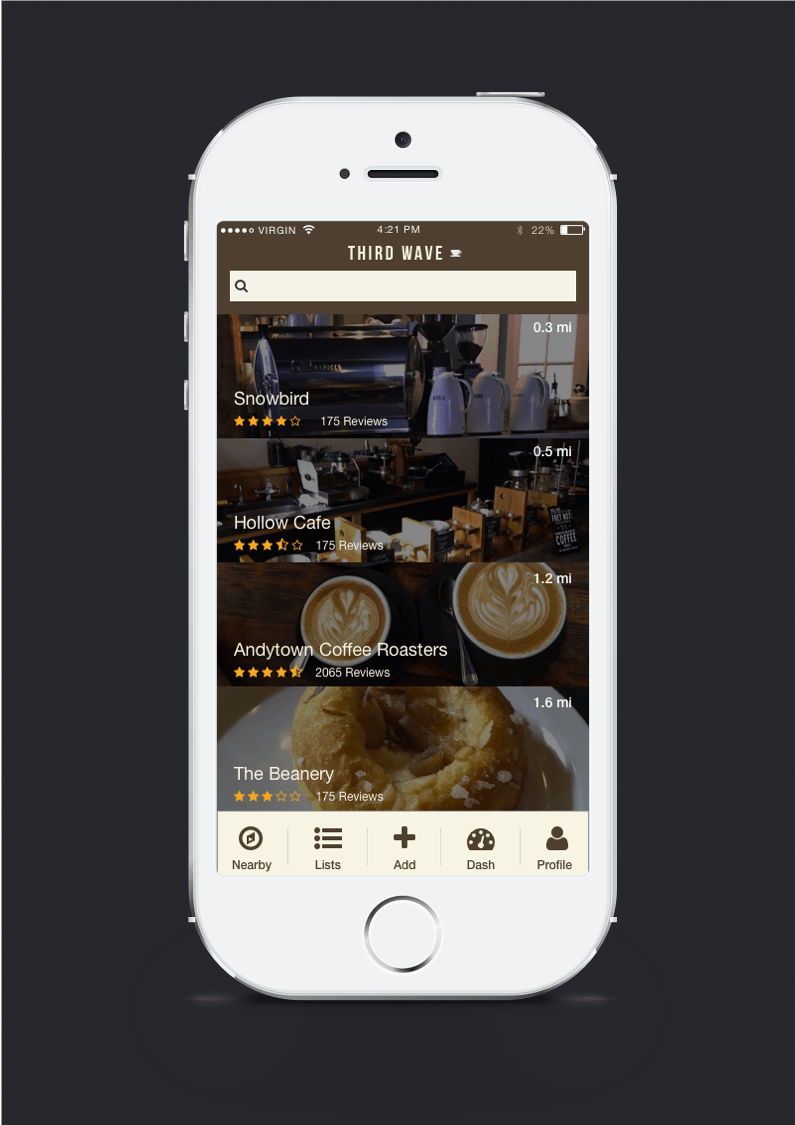 VIRGIN 4:21 PM 22%
THIRD WAVE
0.3 mi
Snowbird
175 Reviews
0.5 mi
Hollow Cafe
175 Reviews
COFFEE
1.2 mi
Andytown Coffee Roasters
2065 Reviews
1.6 mi
The Beanery
175 Reviews
Nearby Lists Add Dash Profile